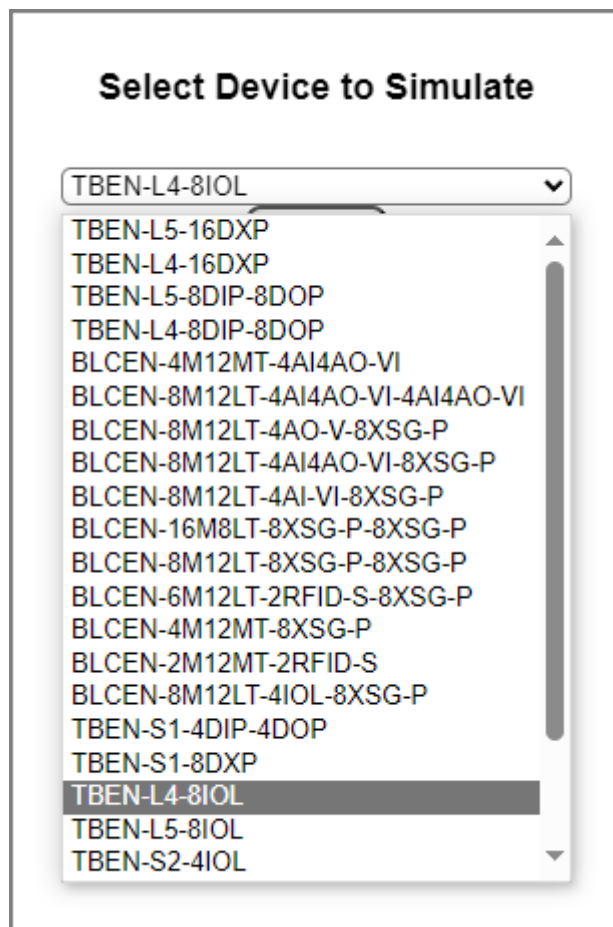 Select Device to Simulate
TBEN-L4-8IOL
TBEN-L5-16DXP
TBEN-L4-16DXP
TBEN-L5-8DIP-8DOP
TBEN-L4-8DIP-8DOP
BLCEN-4M12MT-4AI4AO-VI
BLCEN-8M12LT-4AI4AO-VI-4AI4AO-VI
BLCEN-8M12LT-4AO-V-8XSG-P
BLCEN-8M12LT-4AI4AO-VI-8XSG-P
BLCEN-8M12LT-4AI-VI-8XSG-P
BLCEN-16M8LT-8XSG-P-8XSG-P
BLCEN-8M12LT-8XSG-P-8XSG-P
BLCEN-6M12LT-2RFID-S-8XSG-P
BLCEN-4M12MT-8XSG-P
BLCEN-2M12MT-2RFID-S
BLCEN-8M12LT-4IOL-8XSG-P
TBEN-S1-4DIP-4DOP
TBEN-S1-8DXP
TBEN-L4-8IOL
TBEN-L5-8IOL
TBEN-S2-4IOL